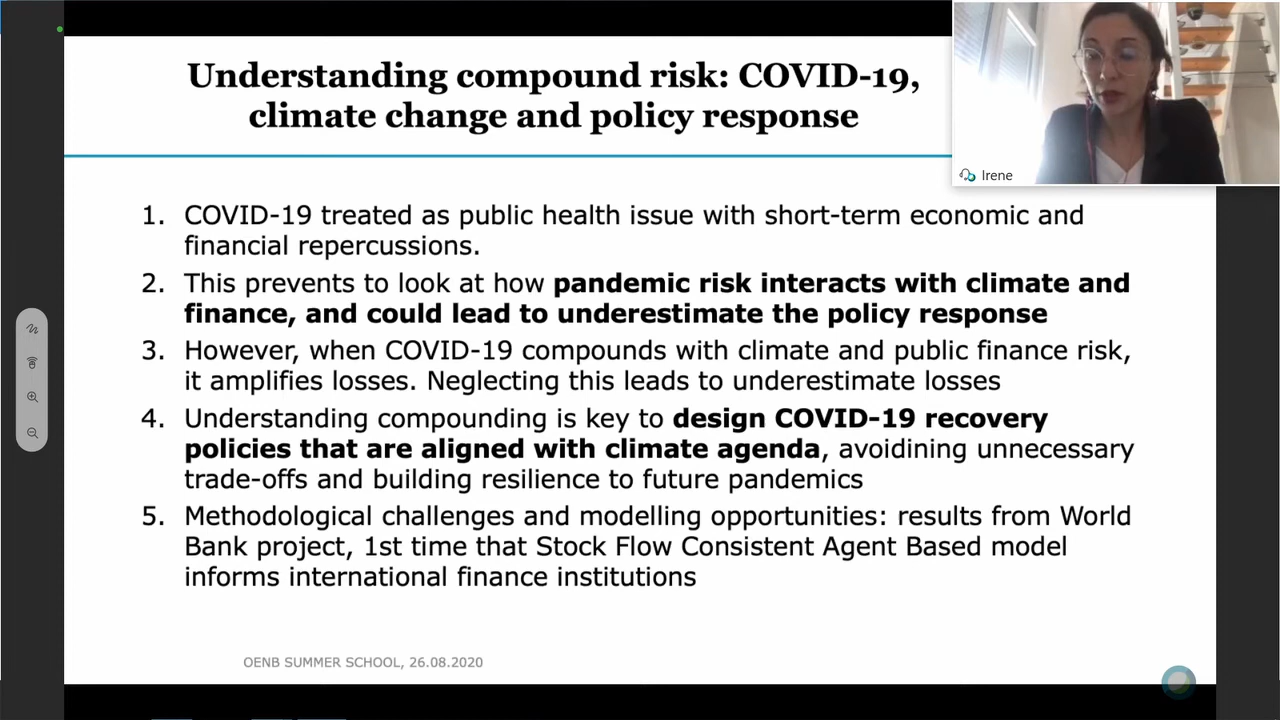 Understanding compound risk: COVID-19,
climate change and policy response
Irene
1. COVID-19 treated as public health issue with short-term economic and
financial repercussions.
2. This prevents to look at how pandemic risk interacts with climate and
finance, and could lead to underestimate the policy response
3. However, when COVID-19 compounds with climate and public finance risk,
it amplifies losses. Neglecting this leads to underestimate losses
4. Understanding compounding is key to design COVID-19 recovery
policies that are aligned with climate agenda, avoidining unnecessary
trade-offs and building resilience to future pandemics
5. Methodological challenges and modelling opportunities: results from World
Bank project, 1st time that Stock Flow Consistent Agent Based model
informs international finance institutions
OENB SUMMER SCHOOL, 26.08.2020